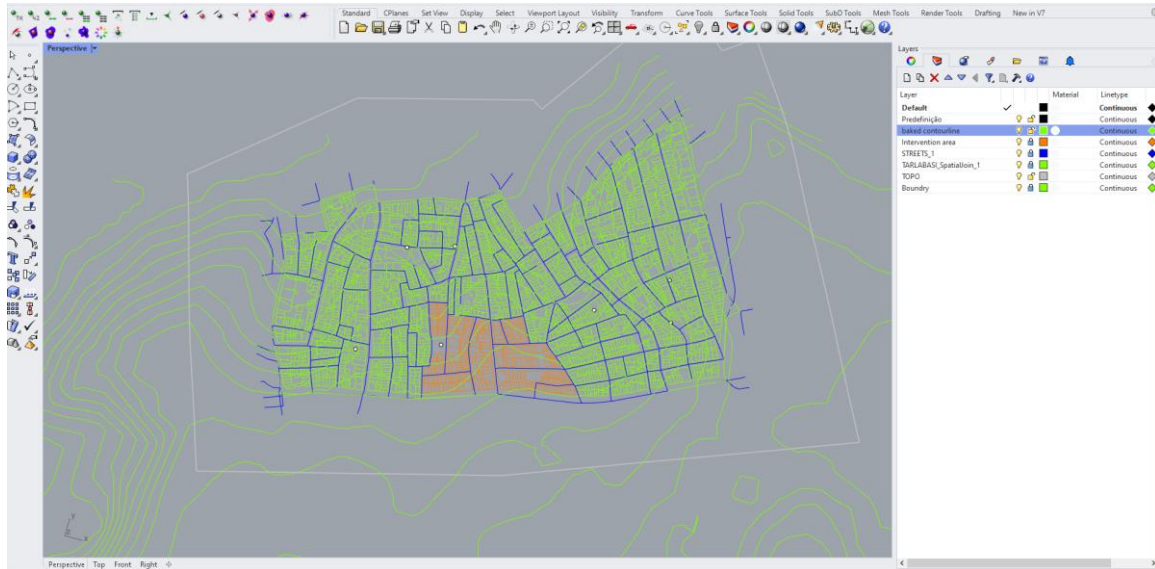 Standard CPlanes Set View Display Select Viewport Layout Visibility Transform Curve Tools Surface Tools Solid Tools SubD Tools Mesh Tools Render Tools Drafting New in V7
Perspective
Layers
Layer Material Linetype
Default Continuous
Predefinição Continuous
baked contourline Continuous
Intervention area Continuous
STREETS_1 Continuous
TARLABASI_SpatialJoin_1 Continuous
TOPO Continuous
Boundry Continuous
y
x
Perspective Top Front Right